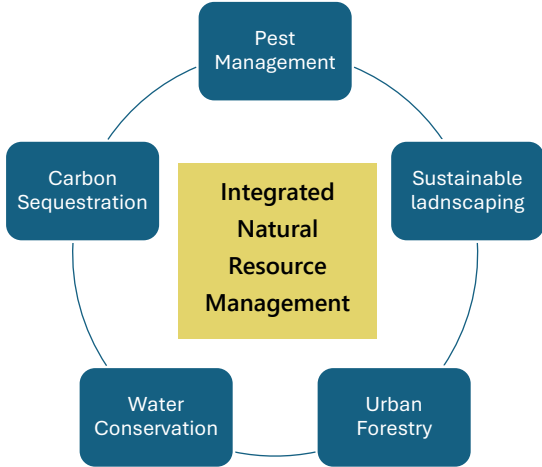 Pest
Management
Sustainable
ladnscaping
Urban
Forestry
Water
Conservation
Carbon
Sequestration
Integrated
Natural
Resource
Management